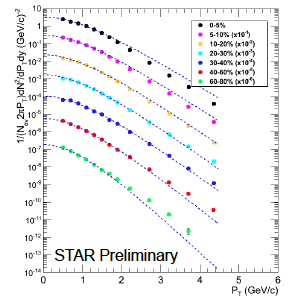 1/(N_ev 2πP_T)dN²/dP_Tdy (GeV/c)⁻²
10
1
10⁻¹
10⁻²
10⁻³
10⁻⁴
10⁻⁵
10⁻⁶
10⁻⁷
10⁻⁸
10⁻⁹
10⁻¹⁰
10⁻¹¹
10⁻¹²
10⁻¹³
10⁻¹⁴
0-5%
5-10% (x10⁻¹)
10-20% (x10⁻²)
20-30% (x10⁻³)
30-40% (x10⁻⁴)
40-60% (x10⁻⁵)
60-80% (x10⁻⁶)
STAR Preliminary
0 1 2 3 4 5 6
P_T (GeV/c)